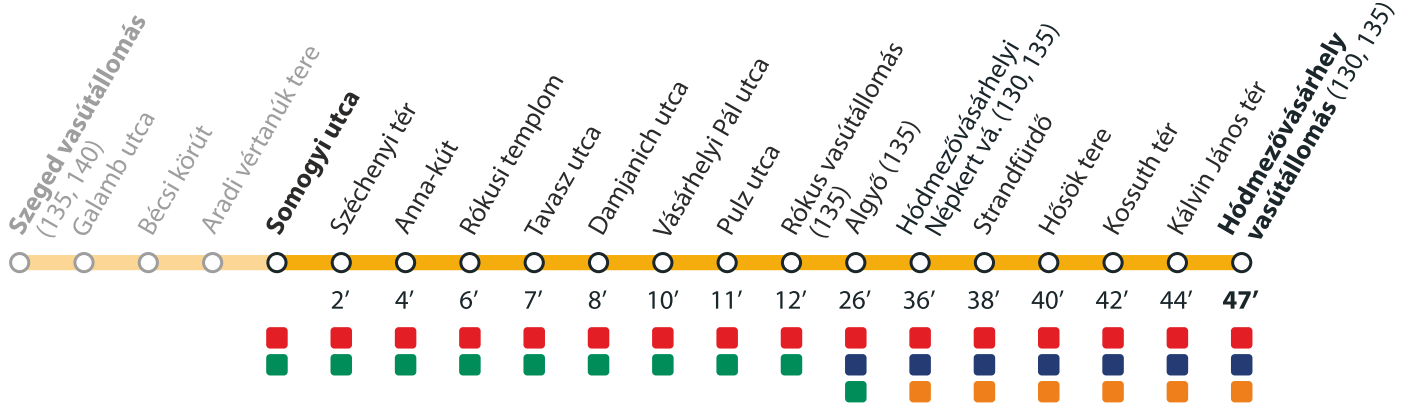 Szeged vasútállomás
(135, 140)
Galamb utca
Bécsi körút
Aradi vértanúk tere
Somogyi utca
Széchenyi tér
Anna-kút
Rókusi templom
Tavasz utca
Damjanich utca
Vásárhelyi Pál utca
Pulz utca
Rókus vasútállomás
(135)
Algyő (135)
Hódmezővásárhelyi
Népkert vá. (130, 135)
Strandfürdő
Hősök tere
Kossuth tér
Kálvin János tér
Hódmezővásárhely
vasútállomás (130, 135)
2’ 4’ 6’ 7’ 8’ 10’ 11’ 12’ 26’ 36’ 38’ 40’ 42’ 44’ 47’